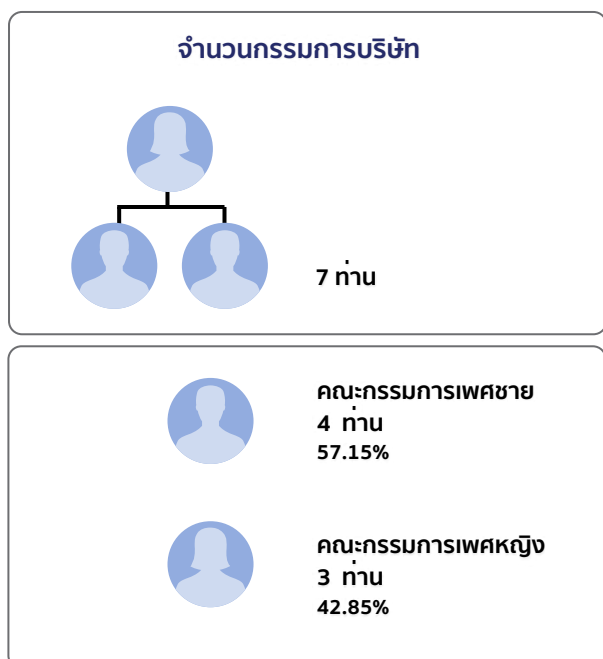 จำนวนกรรมการบริษัท
7 ท่าน
คณะกรรมการเพศชาย
4 ท่าน
57.15%
คณะกรรมการเพศหญิง
3 ท่าน
42.85%